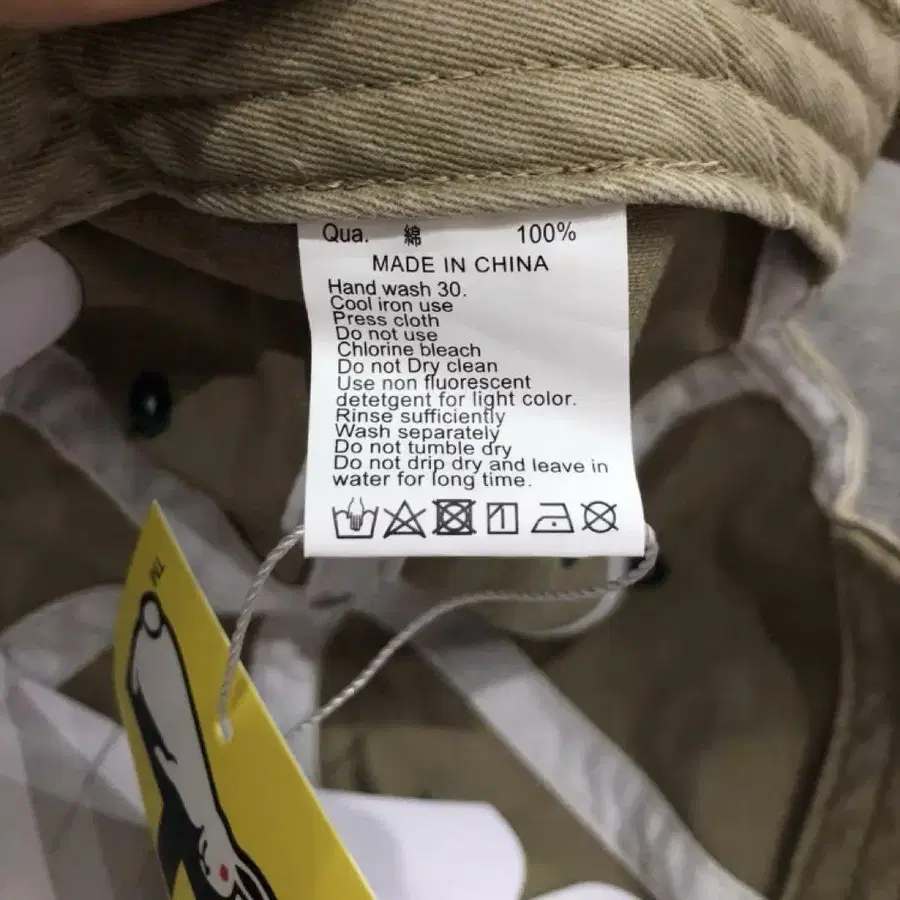 Qua. 綿 100%
MADE IN CHINA
Hand wash 30.
Cool iron use
Press cloth
Do not use
Chlorine bleach
Do not Dry clean
Use non fluorescent
detetgent for light color.
Rinse sufficiently
Wash separately
Do not tumble dry
Do not drip dry and leave in
water for long time.
TM